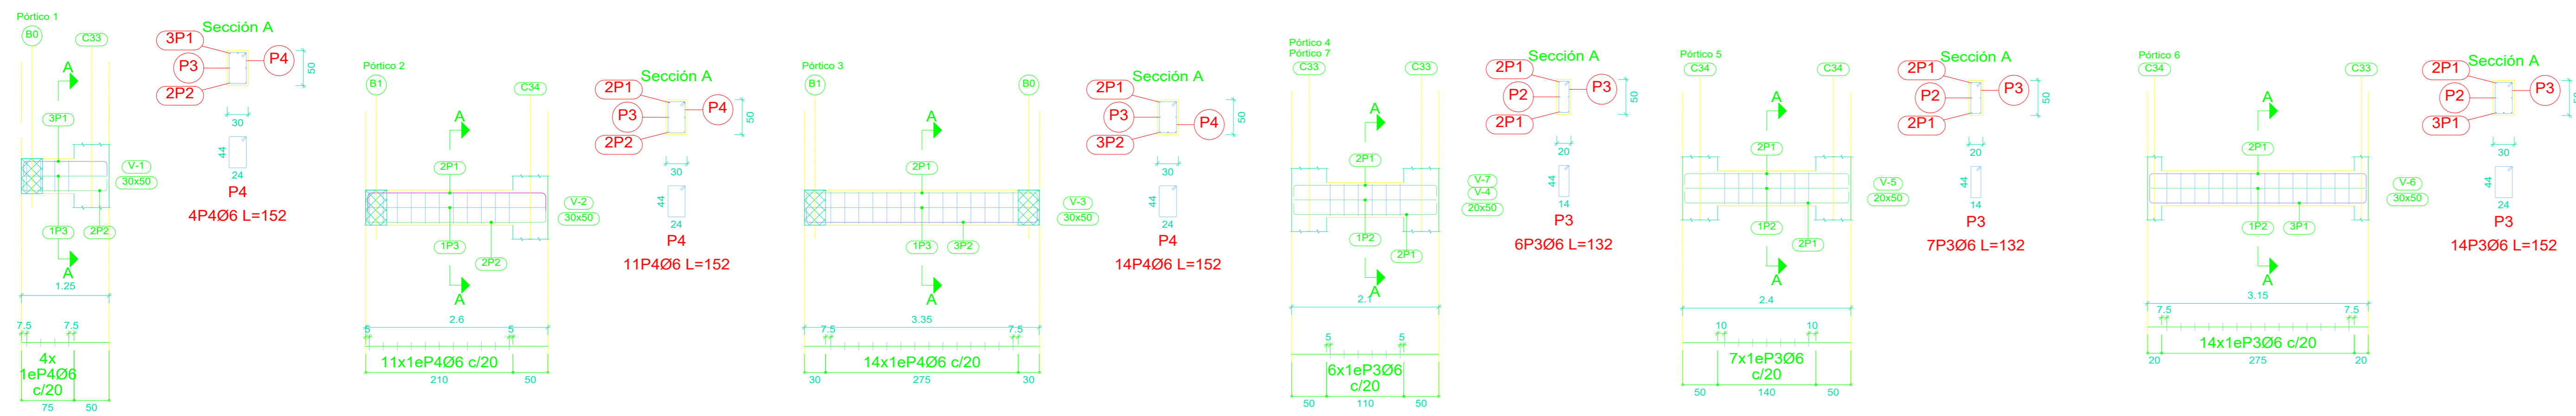 Pórtico 1
B0
C33
Sección A
3P1
P3
P4
2P2
50
30
A
3P1
V-1
30x50
44
24
P4
4P4Ø6 L=152
1P3
2P2
A
1.25
7.5
7.5
4x
1eP4Ø6
c/20
75
50
Pórtico 2
B1
C34
Sección A
2P1
P3
P4
2P2
50
30
A
2P1
V-2
30x50
44
24
P4
11P4Ø6 L=152
1P3
2P2
A
2.6
5
5
11x1eP4Ø6 c/20
210
50
Pórtico 3
B1
B0
Sección A
2P1
P3
P4
3P2
50
30
A
2P1
V-3
30x50
44
24
P4
14P4Ø6 L=152
1P3
3P2
A
3.35
7.5
7.5
14x1eP4Ø6 c/20
30
275
30
Pórtico 4
Pórtico 7
C33
C33
Sección A
2P1
P2
P3
2P1
50
20
A
2P1
V-7
V-4
20x50
44
14
P3
6P3Ø6 L=132
1P2
2P1
A
2.1
5
5
6x1eP3Ø6
c/20
50
110
50
Pórtico 5
C34
C34
Sección A
2P1
P2
P3
2P1
50
20
A
2P1
V-5
20x50
44
14
P3
7P3Ø6 L=132
1P2
2P1
A
2.4
10
10
7x1eP3Ø6
c/20
50
140
50
Pórtico 6
C34
C33
Sección A
2P1
P2
P3
3P1
50
30
A
2P1
V-6
30x50
44
24
P3
14P3Ø6 L=152
1P2
3P1
A
3.15
7.5
7.5
14x1eP3Ø6 c/20
20
275
20